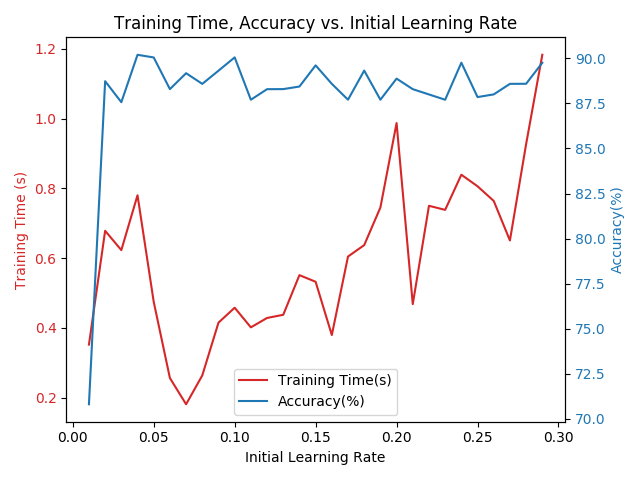 Training Time, Accuracy vs. Initial Learning Rate
1.2
1.0
0.8
0.6
0.4
0.2
Training Time (s)
90.0
87.5
85.0
82.5
80.0
77.5
75.0
72.5
70.0
Accuracy(%)
Training Time(s)
Accuracy(%)
0.00 0.05 0.10 0.15 0.20 0.25 0.30
Initial Learning Rate